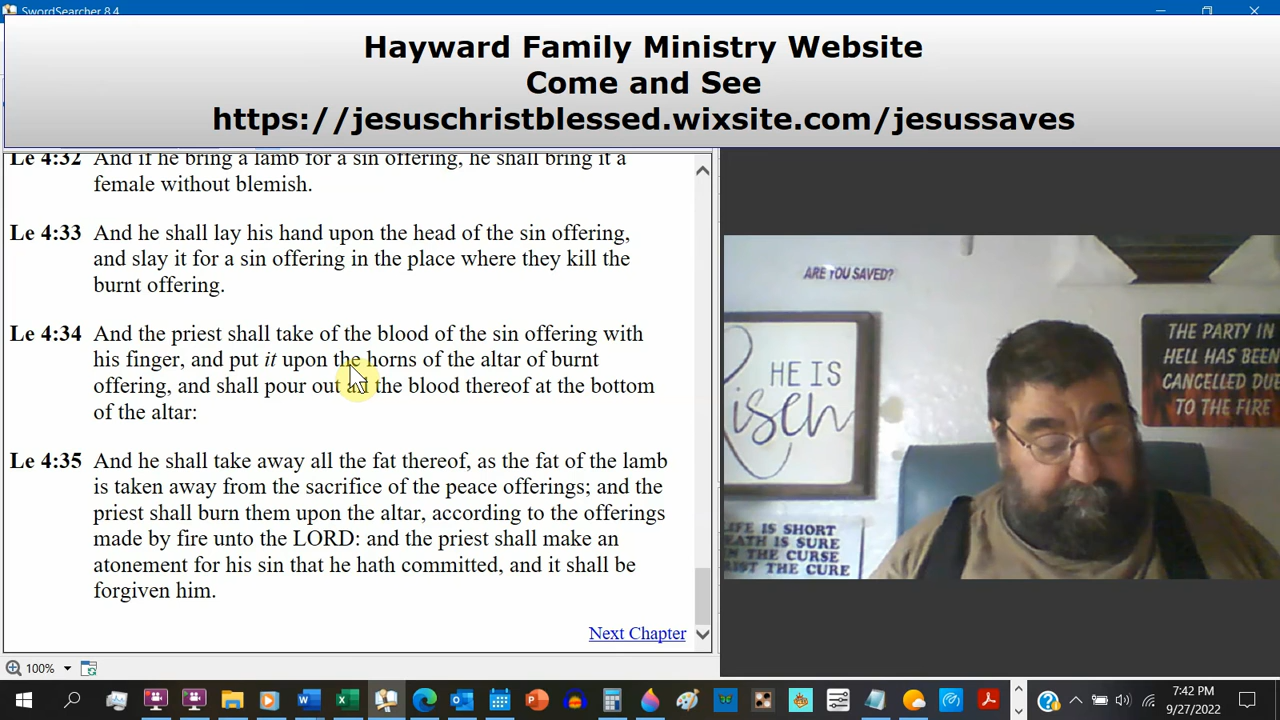 SwordSearcher 8.4
Hayward Family Ministry Website
Come and See
https://jesuschristblessed.wixsite.com/jesussaves
Le 4:32 And if he bring a lamb for a sin offering, he shall bring it a
female without blemish.
Le 4:33 And he shall lay his hand upon the head of the sin offering,
and slay it for a sin offering in the place where they kill the
burnt offering.
Le 4:34 And the priest shall take of the blood of the sin offering with
his finger, and put it upon the horns of the altar of burnt
offering, and shall pour out all the blood thereof at the bottom
of the altar:
Le 4:35 And he shall take away all the fat thereof, as the fat of the lamb
is taken away from the sacrifice of the peace offerings; and the
priest shall burn them upon the altar, according to the offerings
made by fire unto the LORD: and the priest shall make an
atonement for his sin that he hath committed, and it shall be
forgiven him.
Next Chapter
100%
ARE YOU SAVED?
HE IS
Risen
THE PARTY IN
HELL HAS BEEN
CANCELLED DUE
TO THE FIRE
LIFE IS SHORT
DEATH IS SURE
THE CURSE
THE CURE
7:42 PM
9/27/2022